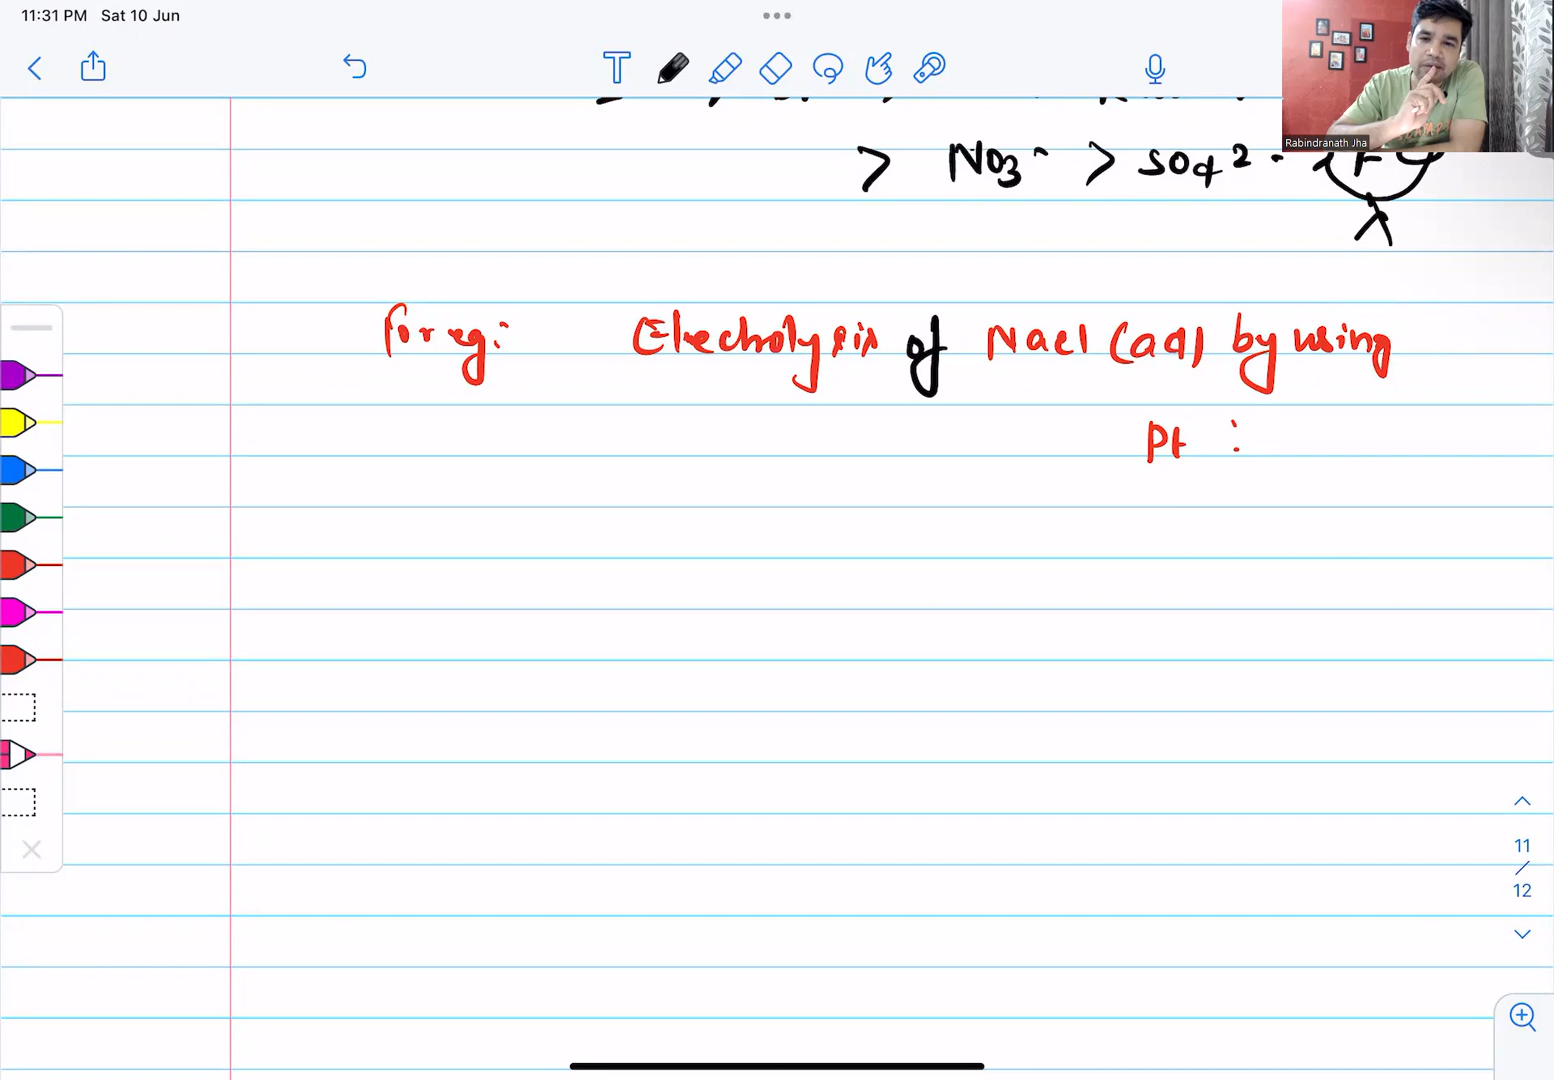 11:31 PM Sat 10 Jun
T
Rabindranath Jha
> NO3⁻ > SO4²⁻ F
X
for eg: Electrolysis of NaCl (aq) by using
Pt :
11
/
12